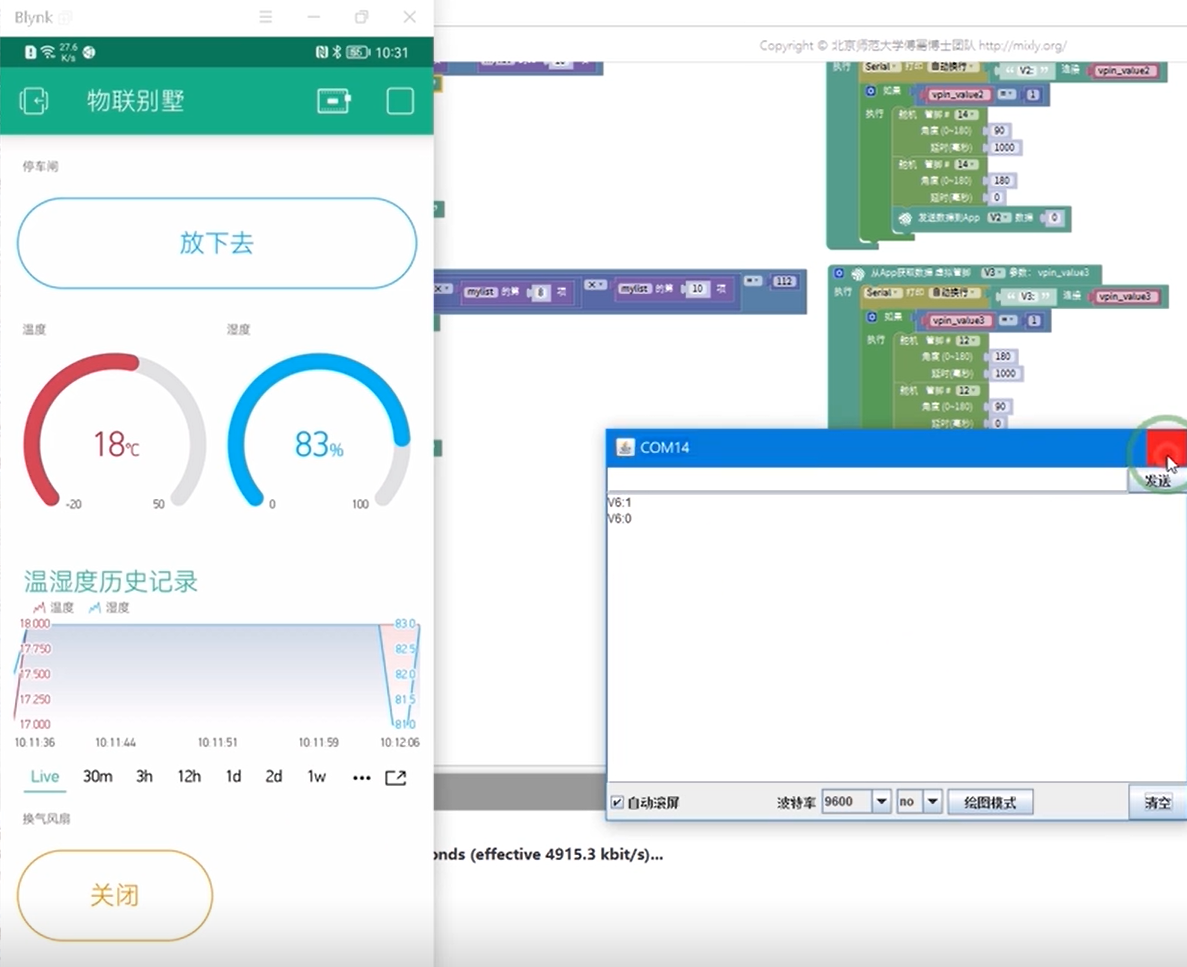 Blynk
27.6
K/s
10:31
物联别墅
停车闸
放下去
温度
湿度
18℃
83%
-20
50
0
100
温湿度历史记录
温度
湿度
18.000
17.750
17.500
17.250
17.000
83.0
82.5
82.0
81.5
81.0
10:11:36
10:11:44
10:11:51
10:11:59
10:12:06
Live 30m 3h 12h 1d 2d 1w
换气风扇
关闭
Copyright © 北京师范大学傅骞博士团队 http://mixly.org/
执行 Serial 打印 自动换行 “ V2: ” 连接 vpin_value2
如果 vpin_value2 = 1
执行 舵机 管脚 # 14
角度 (0~180) 90
延时(毫秒) 1000
舵机 管脚 # 14
角度 (0~180) 180
延时(毫秒) 0
发送数据到App V2 数据 0
mylist 的第 8 项 × mylist 的第 10 项 = 112
从App获取数据 虚拟管脚 V3 参数: vpin_value3
执行 Serial 打印 自动换行 “ V3: ” 连接 vpin_value3
如果 vpin_value3 = 1
执行 舵机 管脚 # 12
角度 (0~180) 180
延时(毫秒) 1000
舵机 管脚 # 12
角度 (0~180) 90
延时(毫秒) 0
COM14
发送
V6:1
V6:0
自动滚屏
波特率 9600 no 绘图模式
清空
onds (effective 4915.3 kbit/s)...